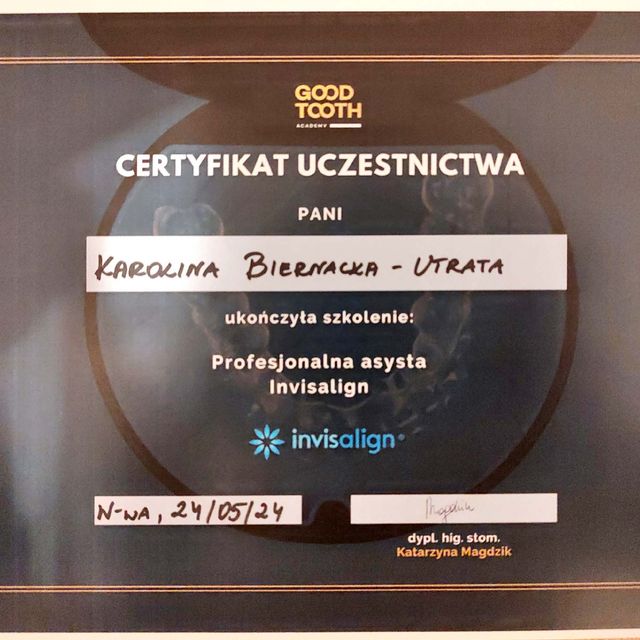 GOOD
TOOTH
ACADEMY
CERTYFIKAT UCZESTNICTWA
PANI
KAROLINA BIERNACKA - UTRATA
ukończyła szkolenie:
Profesjonalna asysta
Invisalign
invisalign®
N-wa, 24/05/24
Magdzik
dypl. hig. stom.
Katarzyna Magdzik